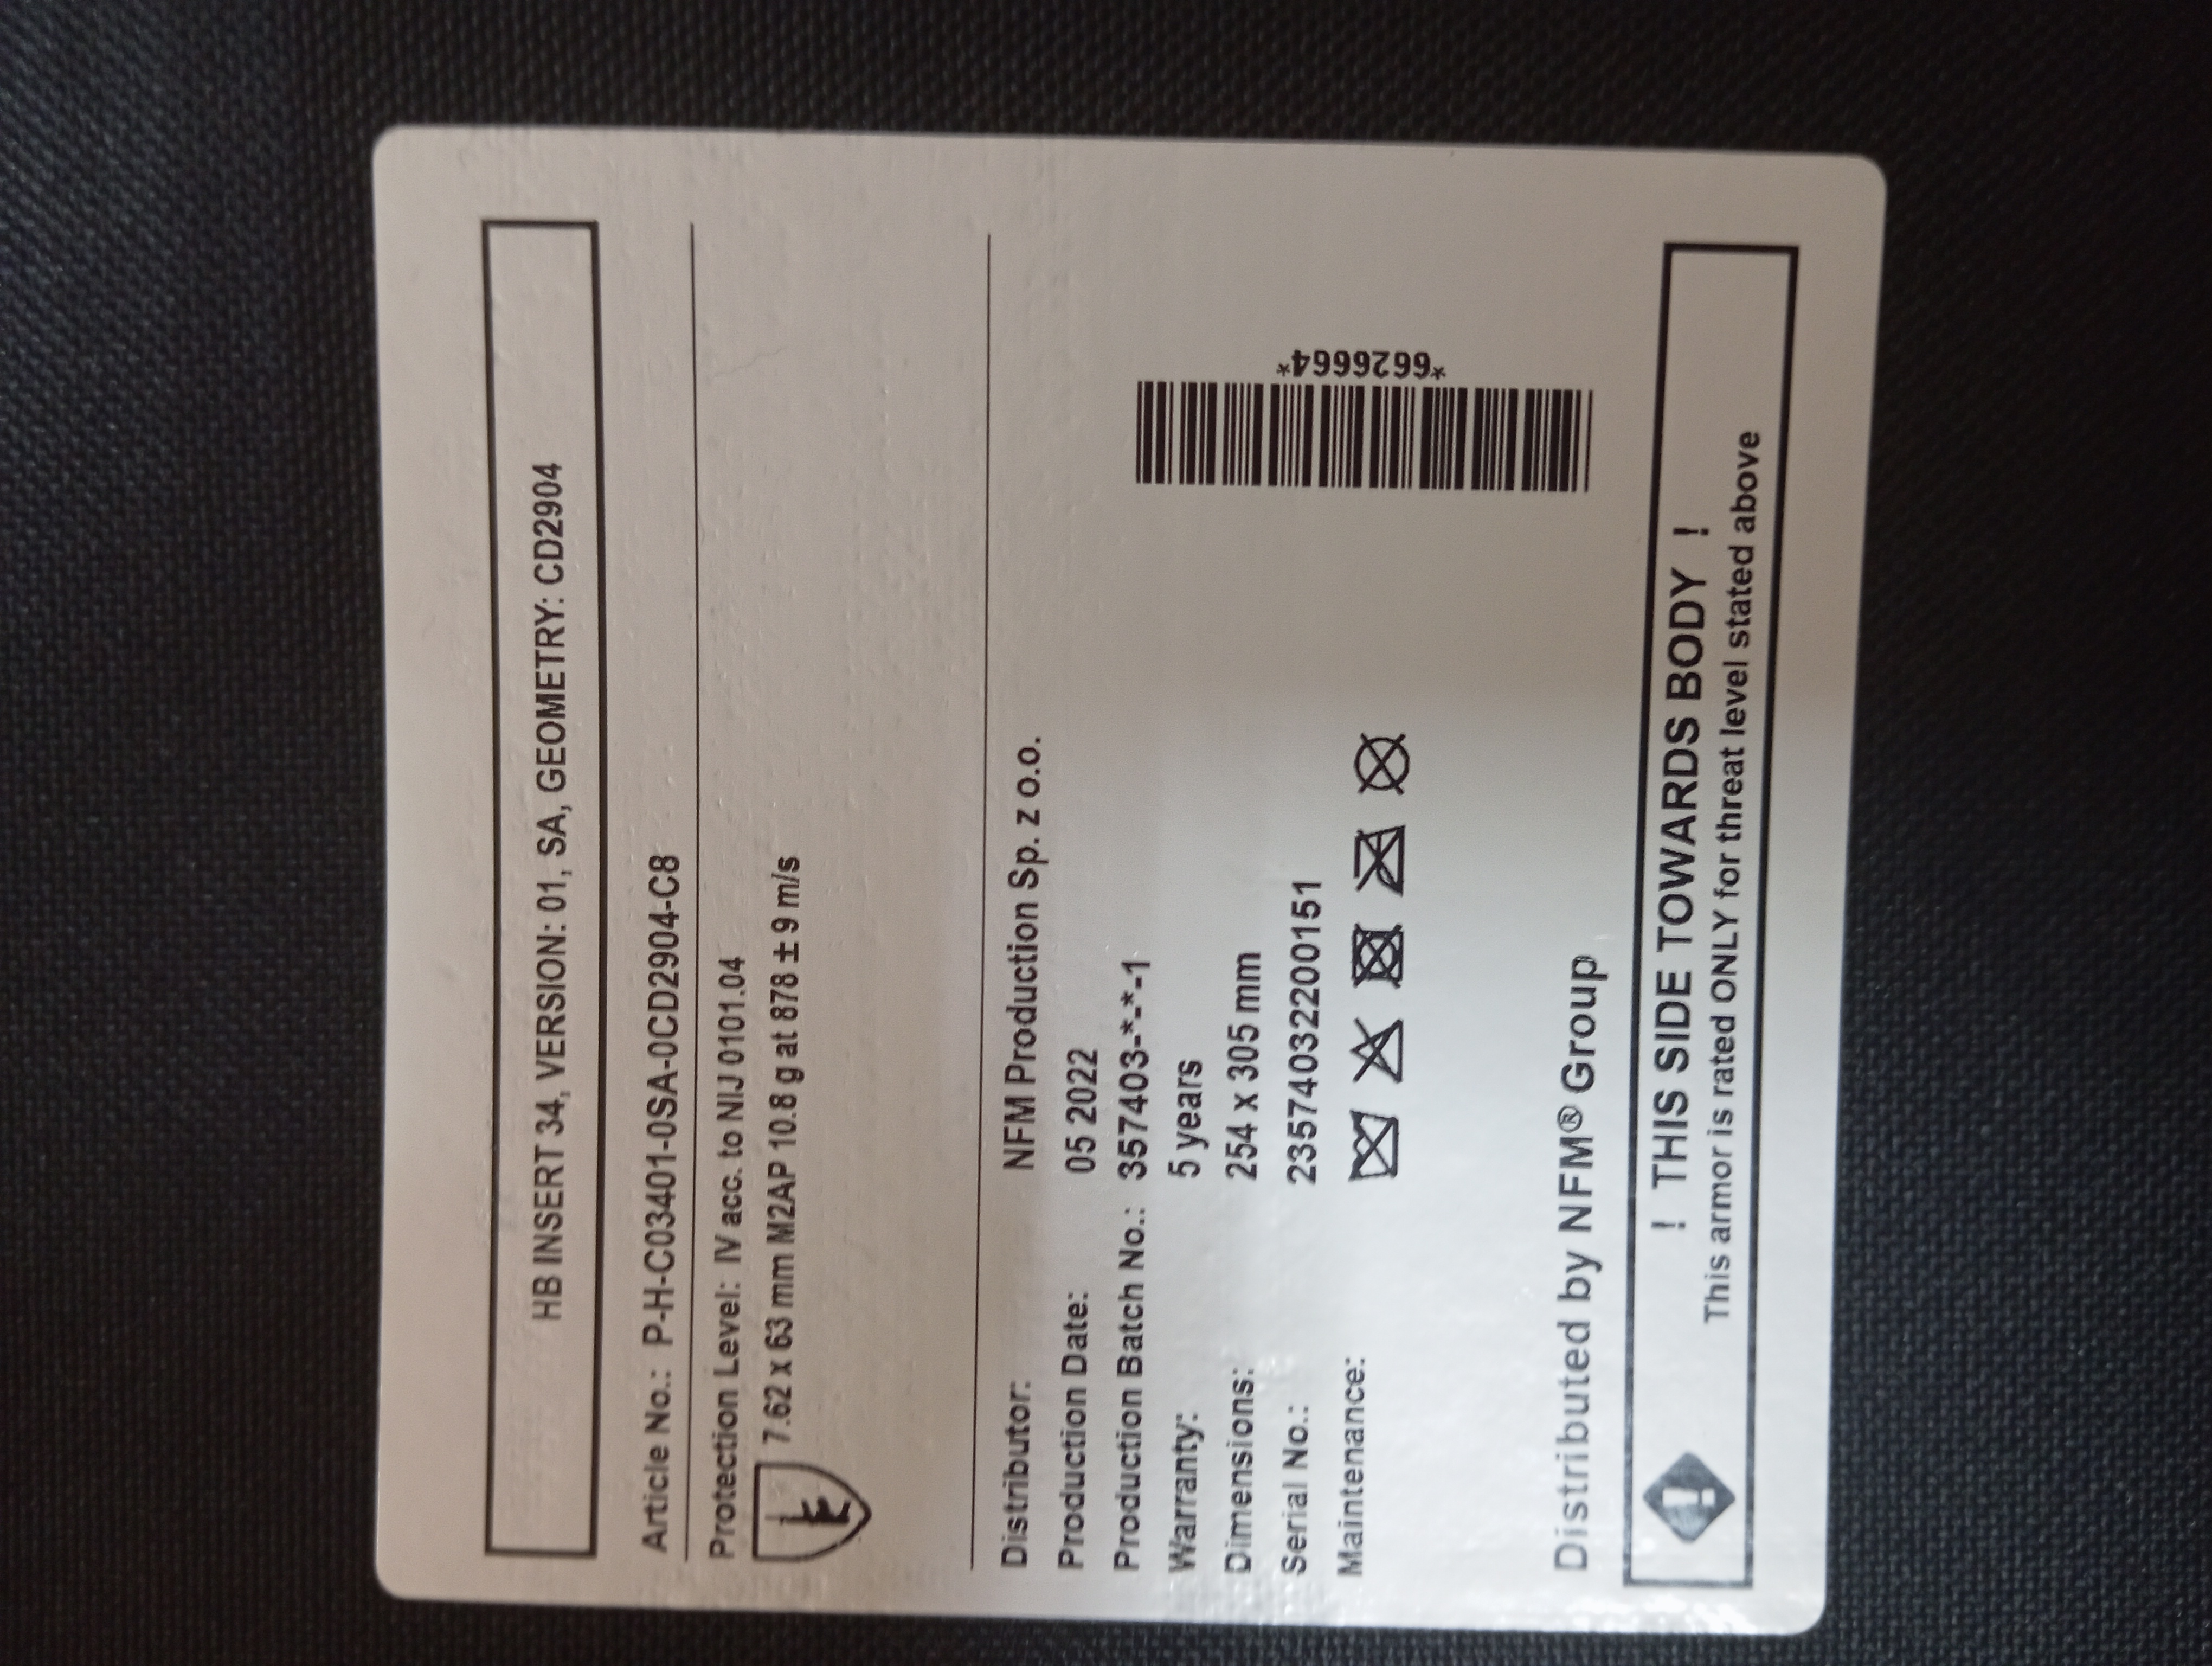 HB INSERT 34, VERSION: 01, SA, GEOMETRY: CD2904
Article No.: P-H-C03401-0SA-0CD2904-C8
Protection Level: IV acc. to NIJ 0101.04
7.62 x 63 mm M2AP 10.8 g at 878 ± 9 m/s
Distributor: NFM Production Sp. z o.o.
Production Date: 05 2022
Production Batch No.: 357403-*-*-1
Warranty: 5 years
Dimensions: 254 x 305 mm
Serial No.: 23574032200151
Maintenance:
*6626664*
Distributed by NFM® Group
! THIS SIDE TOWARDS BODY !
This armor is rated ONLY for threat level stated above